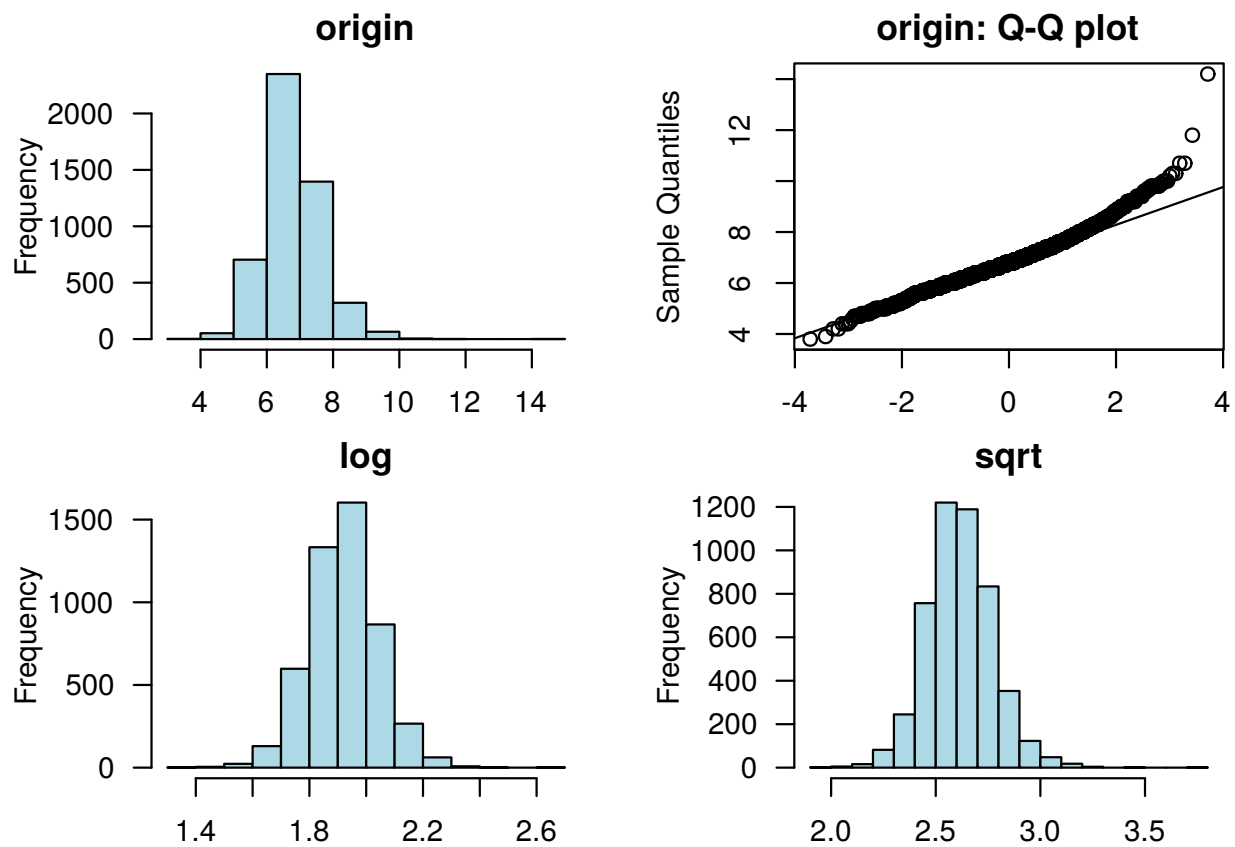 origin
Frequency
2000
1500
1000
500
0
4 6 8 10 12 14
origin: Q-Q plot
Sample Quantiles
12
8
6
4
-4 -2 0 2 4
log
Frequency
1500
1000
500
0
1.4 1.8 2.2 2.6
sqrt
Frequency
1200
1000
800
600
400
200
0
2.0 2.5 3.0 3.5